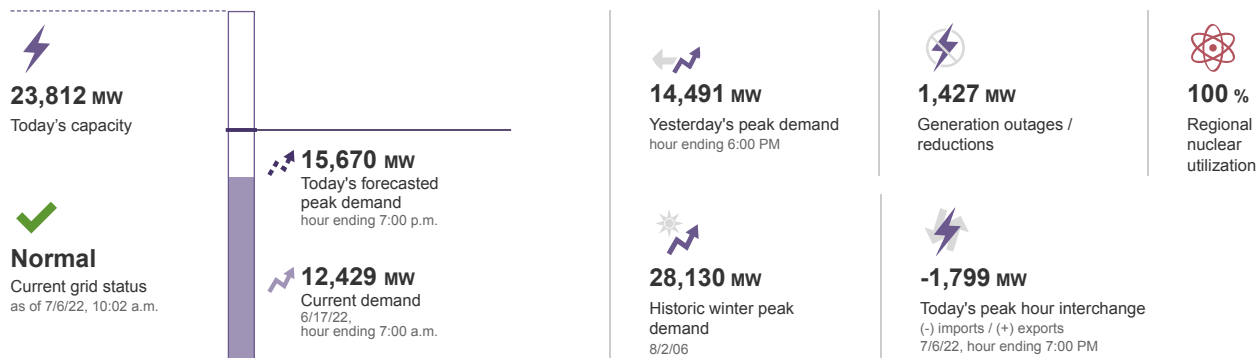 23,812 MW
Today's capacity
Normal
Current grid status
as of 7/6/22, 10:02 a.m.
15,670 MW
Today's forecasted
peak demand
hour ending 7:00 p.m.
12,429 MW
Current demand
6/17/22,
hour ending 7:00 a.m.
14,491 MW
Yesterday's peak demand
hour ending 6:00 PM
1,427 MW
Generation outages /
reductions
100 %
Regional
nuclear
utilization
28,130 MW
Historic winter peak
demand
8/2/06
-1,799 MW
Today's peak hour interchange
(-) imports / (+) exports
7/6/22, hour ending 7:00 PM